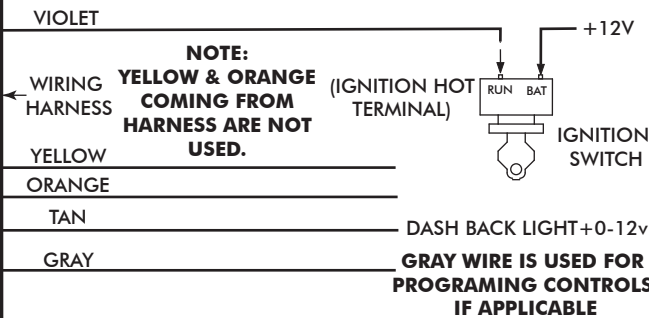 VIOLET
+12V
NOTE:
YELLOW & ORANGE
COMING FROM
HARNESS ARE NOT
USED.
WIRING
HARNESS
(IGNITION HOT
TERMINAL)
RUN BAT
IGNITION
SWITCH
YELLOW
ORANGE
TAN
DASH BACK LIGHT+0-12v
GRAY
GRAY WIRE IS USED FOR
PROGRAMING CONTROLS
IF APPLICABLE